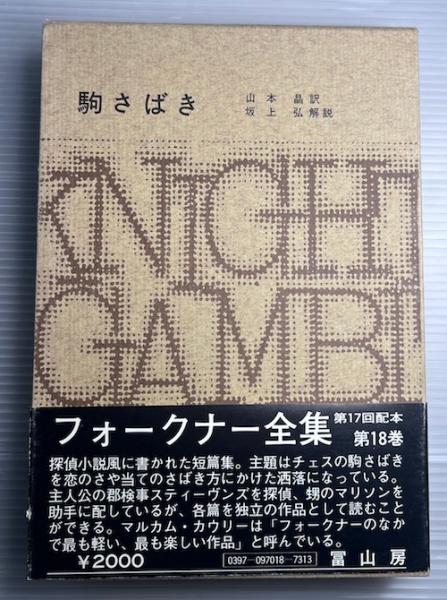 駒さばき
山本 晶訳
坂上 弘解説
KNIGHT'
GAMBI
フォークナー全集 第17回配本
第18巻
探偵小説風に書かれた短篇集。主題はチェスの駒さばき
を恋のさや当てのさばき方にかけた洒落になっている。
主人公の郡検事スティーヴンズを探偵、甥のマリソンを
助手に配しているが、各篇を独立の作品として読むこと
ができる。マルカム・カウリーは「フォークナーのなか
で最も軽い、最も楽しい作品」と呼んでいる。
¥2000 0397-097018-7313 冨山房